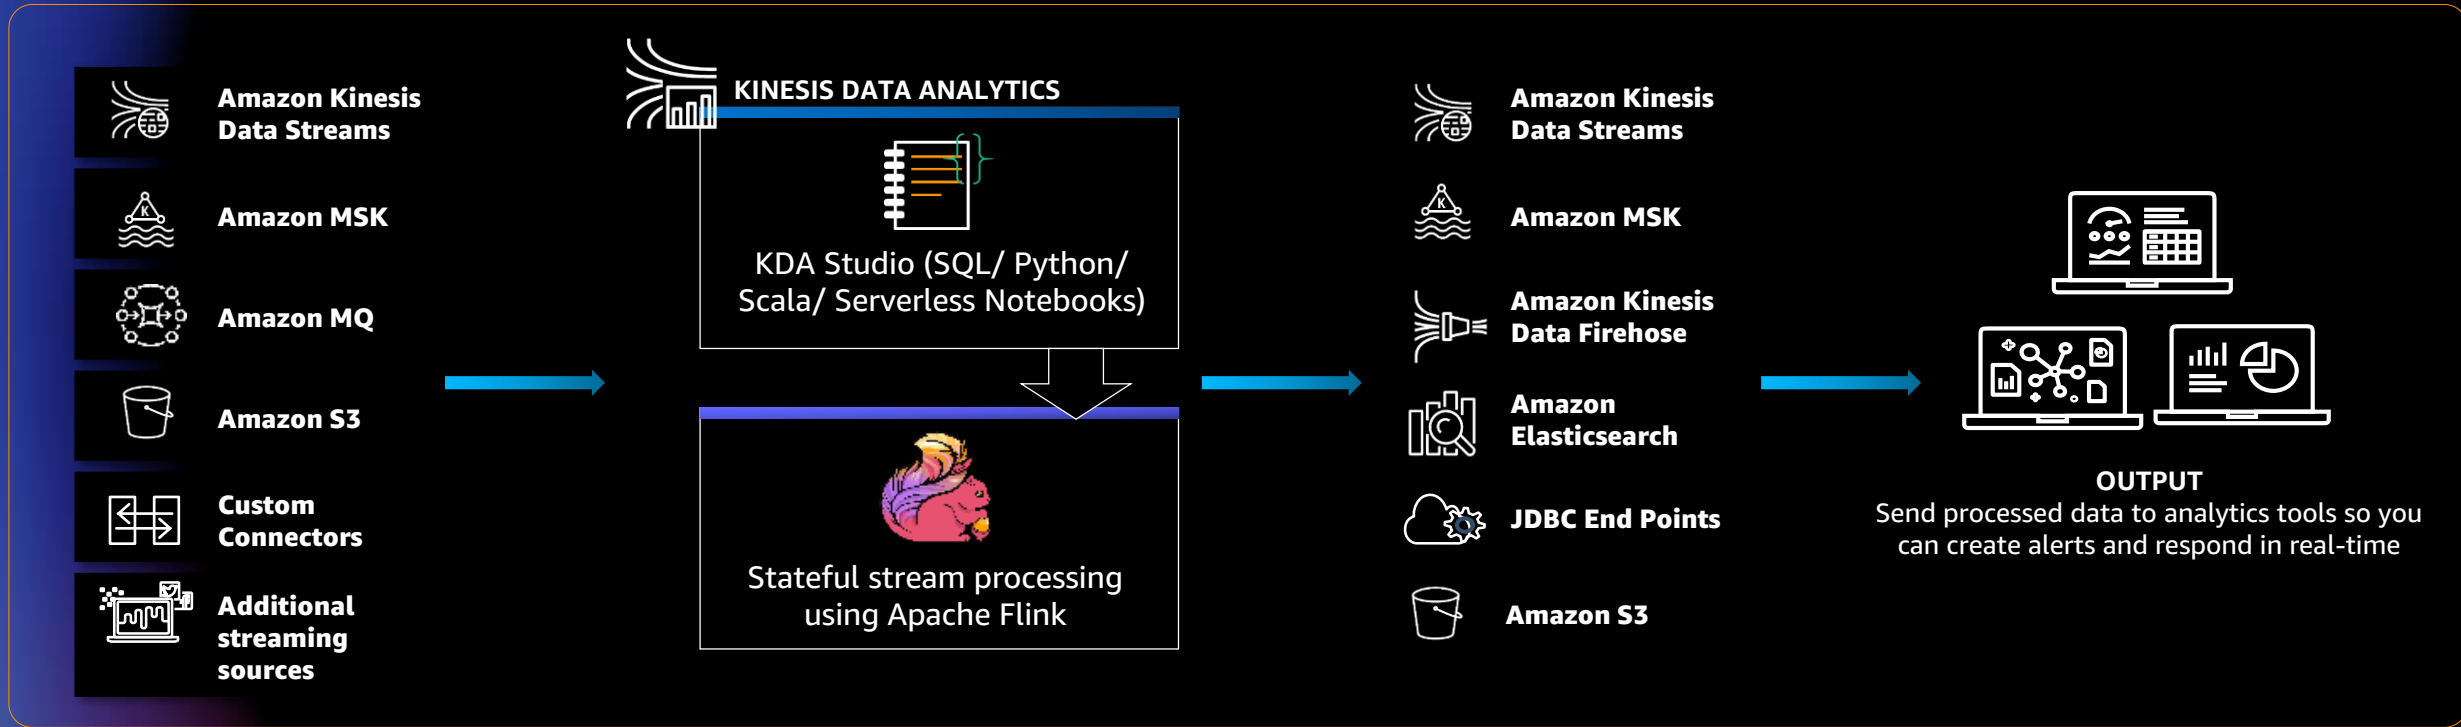 Amazon Kinesis
Data Streams
Amazon MSK
Amazon MQ
Amazon S3
Custom
Connectors
Additional
streaming
sources
KINESIS DATA ANALYTICS
KDA Studio (SQL/ Python/
Scala/ Serverless Notebooks)
Stateful stream processing
using Apache Flink
Amazon Kinesis
Data Streams
Amazon MSK
Amazon Kinesis
Data Firehose
Amazon
Elasticsearch
JDBC End Points
Amazon S3
OUTPUT
Send processed data to analytics tools so you
can create alerts and respond in real-time